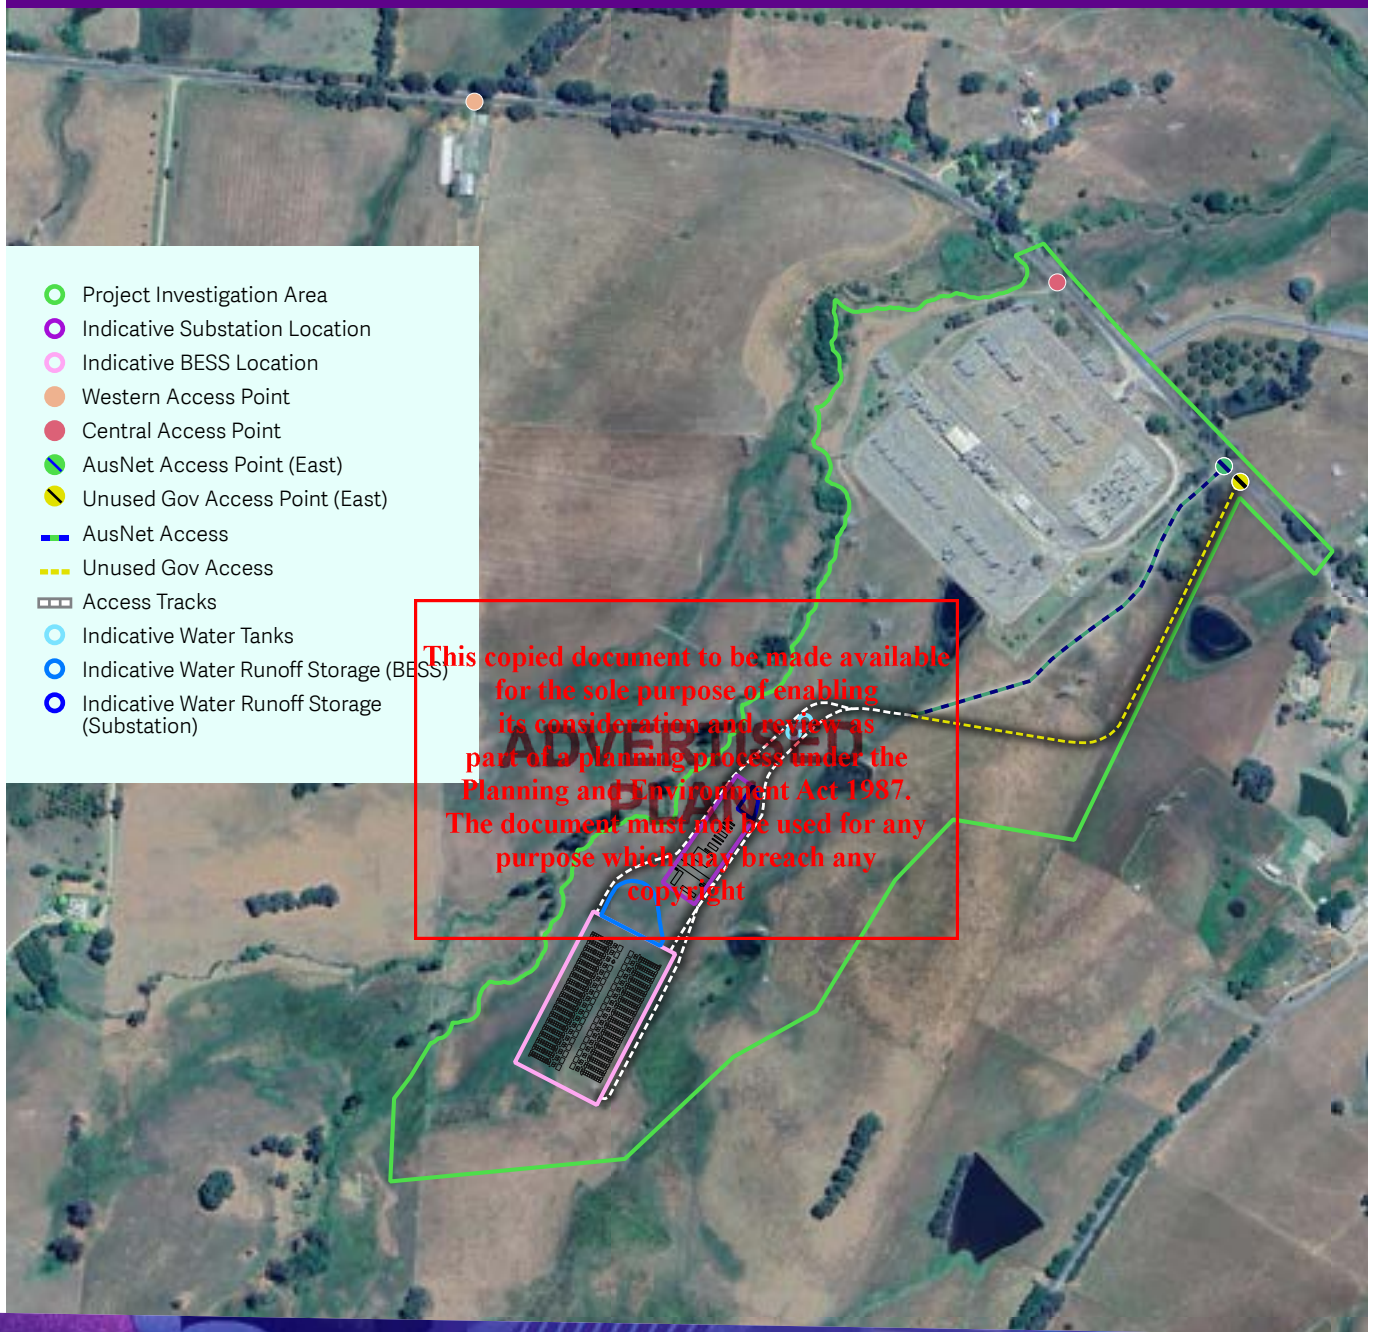 Project Investigation Area
Indicative Substation Location
Indicative BESS Location
Western Access Point
Central Access Point
AusNet Access Point (East)
Unused Gov Access Point (East)
AusNet Access
Unused Gov Access
Access Tracks
Indicative Water Tanks
Indicative Water Runoff Storage (BESS)
Indicative Water Runoff Storage
(Substation)
This copied document to be made available
for the sole purpose of enabling
its consideration and review as
part of a planning process under the
Planning and Environment Act 1987.
The document must not be used for any
purpose which may breach any
copyright
ADVERTISED
PLAN